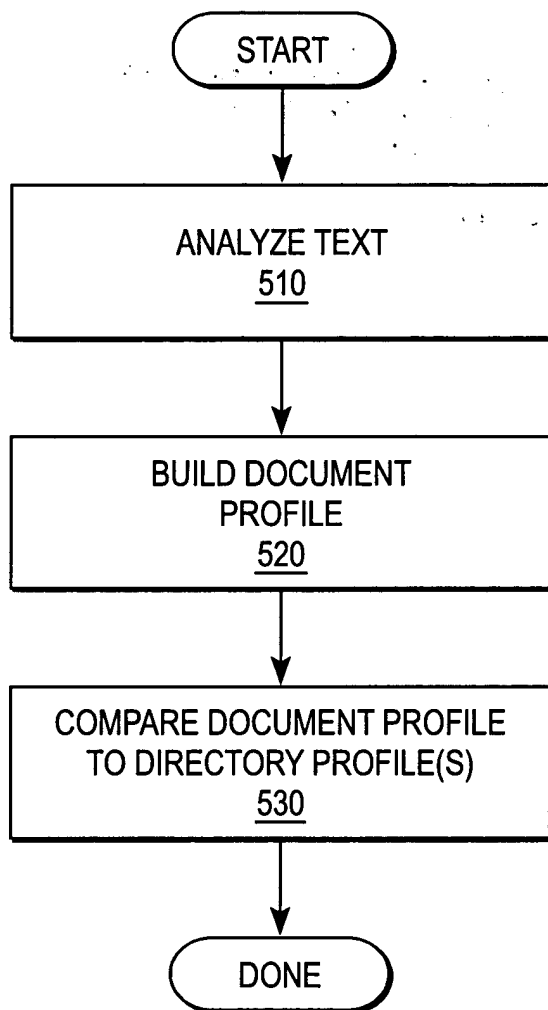 START
ANALYZE TEXT
510
BUILD DOCUMENT
PROFILE
520
COMPARE DOCUMENT PROFILE
TO DIRECTORY PROFILE(S)
530
DONE